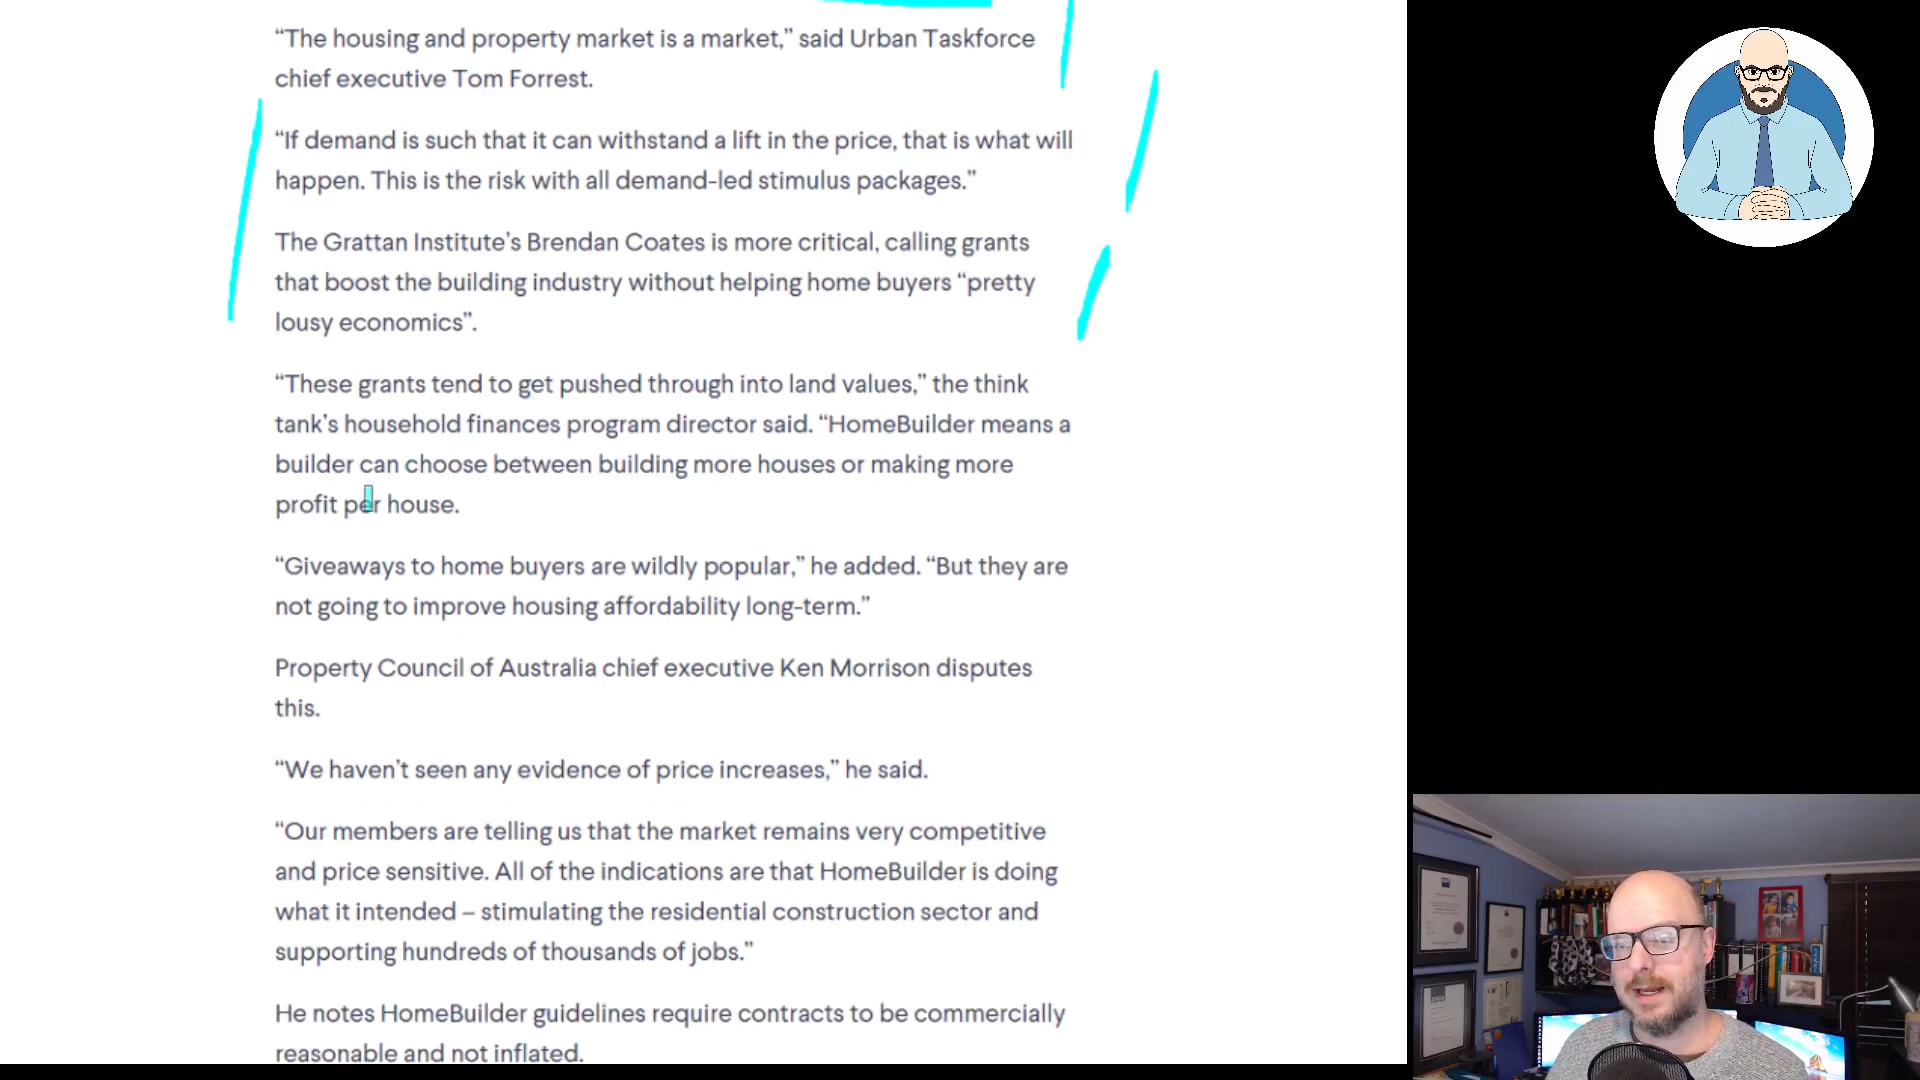 “The housing and property market is a market,” said Urban Taskforce
chief executive Tom Forrest.
“If demand is such that it can withstand a lift in the price, that is what will
happen. This is the risk with all demand-led stimulus packages.”
The Grattan Institute’s Brendan Coates is more critical, calling grants
that boost the building industry without helping home buyers “pretty
lousy economics”.
“These grants tend to get pushed through into land values,” the think
tank’s household finances program director said. “HomeBuilder means a
builder can choose between building more houses or making more
profit per house.
“Giveaways to home buyers are wildly popular,” he added. “But they are
not going to improve housing affordability long-term.”
Property Council of Australia chief executive Ken Morrison disputes
this.
“We haven’t seen any evidence of price increases,” he said.
“Our members are telling us that the market remains very competitive
and price sensitive. All of the indications are that HomeBuilder is doing
what it intended – stimulating the residential construction sector and
supporting hundreds of thousands of jobs.”
He notes HomeBuilder guidelines require contracts to be commercially
reasonable and not inflated.